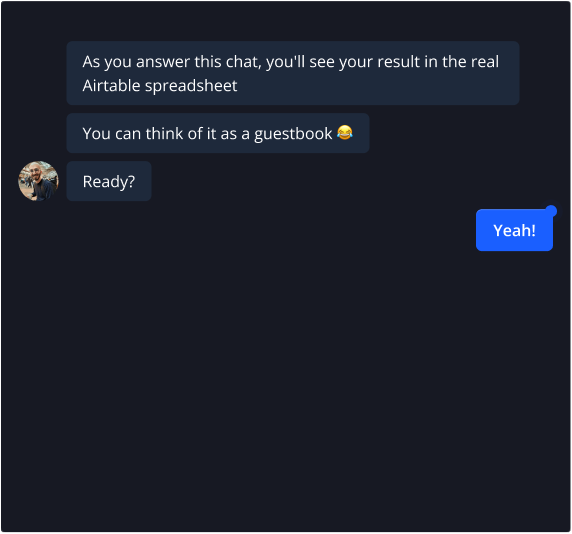 As you answer this chat, you'll see your result in the real
Airtable spreadsheet
You can think of it as a guestbook 😂
Ready?
Yeah!